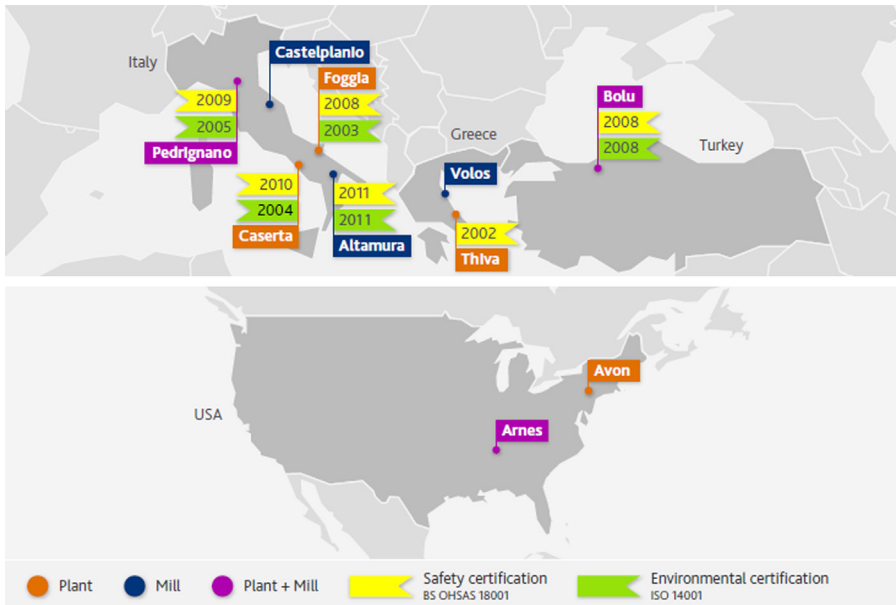 Italy
Castelplanio
Foggia
2009
2008
2005
2003
Pedrignano
2010
2011
2004
2011
Caserta
Altamura
Greece
Volos
2002
Thiva
Bolu
2008
2008
Turkey
USA
Avon
Arnes
Plant
Mill
Plant + Mill
Safety certification
BS OHSAS 18001
Environmental certification
ISO 14001